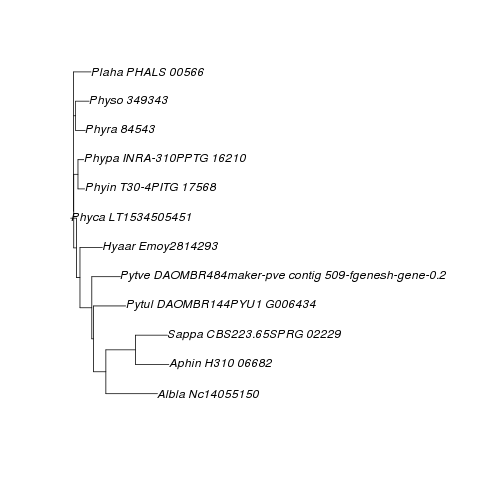 Plaha PHALS 00566
Physo 349343
Phyra 84543
Phypa INRA-310PPTG 16210
Phyin T30-4PITG 17568
Phyca LT1534505451
Hyaar Emoy2814293
Pytve DAOMBR484maker-pve contig 509-fgenesh-gene-0.2
Pytul DAOMBR144PYU1 G006434
Sappa CBS223.65SPRG 02229
Aphin H310 06682
Albla Nc14055150